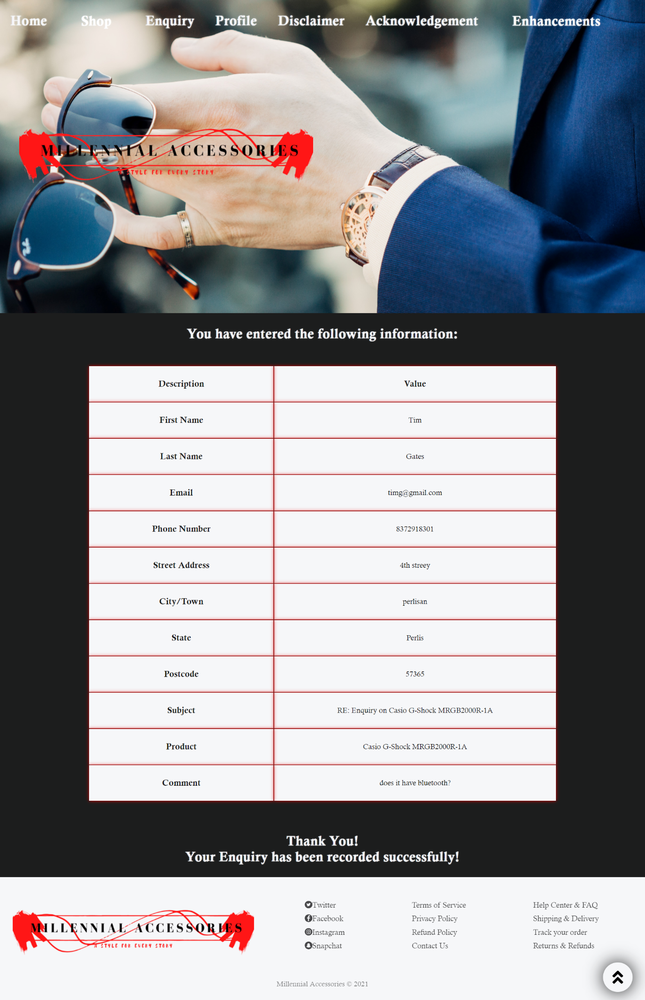 Home Shop Enquiry Profile Disclaimer Acknowledgement Enhancements
MILLENNIAL ACCESSORIES
A STYLE FOR EVERY STORY
Ray-Ban
You have entered the following information:
Description Value
First Name Tim
Last Name Gates
Email timg@gmail.com
Phone Number 8372918301
Street Address 4th streey
City/Town perlisan
State Perlis
Postcode 57365
Subject RE: Enquiry on Casio G-Shock MRGB2000R-1A
Product Casio G-Shock MRGB2000R-1A
Comment does it have bluetooth?
Thank You!
Your Enquiry has been recorded successfully!
MILLENNIAL ACCESSORIES
A STYLE FOR EVERY STORY
Twitter
Facebook
Instagram
Snapchat
Terms of Service
Privacy Policy
Refund Policy
Contact Us
Help Center & FAQ
Shipping & Delivery
Track your order
Returns & Refunds
Millennial Accessories © 2021